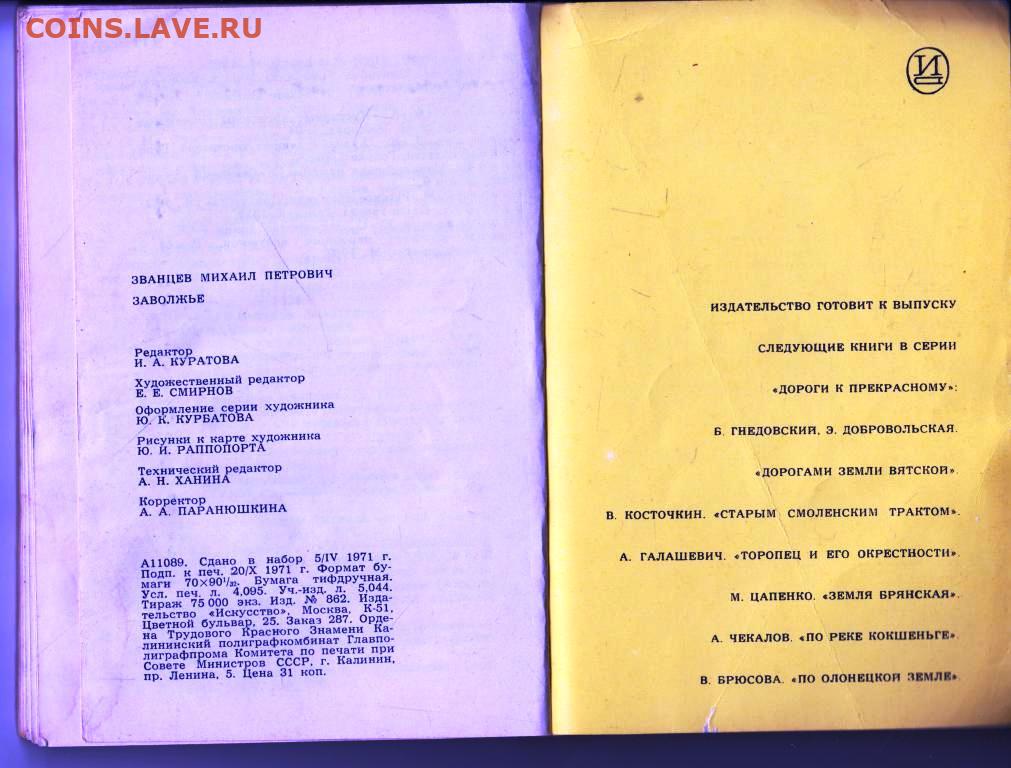 COINS.LAVE.RU
ЗВАНЦЕВ МИХАИЛ ПЕТРОВИЧ
ЗАВОЛЖЬЕ
Редактор
И. А. КУРАТОВА
Художественный редактор
Е. Е. СМИРНОВ
Оформление серии художника
Ю. К. КУРБАТОВА
Рисунки к карте художника
Ю. И. РАППОПОРТА
Технический редактор
А. Н. ХАНИНА
Корректор
А. А. ПАРАНЮШКИНА
А11089. Сдано в набор 5/IV 1971 г.
Подп. к печ. 20/X 1971 г. Формат бу-
маги 70×90¹/₃₂. Бумага тифдручная.
Усл. печ. л. 4,095. Уч.-изд. л. 5,044.
Тираж 75 000 экз. Изд. № 862. Изда-
тельство «Искусство», Москва, К-51,
Цветной бульвар, 25. Заказ 287. Орде-
на Трудового Красного Знамени Ка-
лининский полиграфкомбинат Главпо-
лиграфпрома Комитета по печати при
Совете Министров СССР, г. Калинин,
пр. Ленина, 5. Цена 31 коп.
И
ИЗДАТЕЛЬСТВО ГОТОВИТ К ВЫПУСКУ
СЛЕДУЮЩИЕ КНИГИ В СЕРИИ
«ДОРОГИ К ПРЕКРАСНОМУ»:
Б. ГНЕДОВСКИЙ, Э. ДОБРОВОЛЬСКАЯ.
«ДОРОГАМИ ЗЕМЛИ ВЯТСКОЙ».
В. КОСТОЧКИН. «СТАРЫМ СМОЛЕНСКИМ ТРАКТОМ».
А. ГАЛАШЕВИЧ. «ТОРОПЕЦ И ЕГО ОКРЕСТНОСТИ».
М. ЦАПЕНКО. «ЗЕМЛЯ БРЯНСКАЯ».
А. ЧЕКАЛОВ. «ПО РЕКЕ КОКШЕНЬГЕ».
В. БРЮСОВА. «ПО ОЛОНЕЦКОЙ ЗЕМЛЕ».